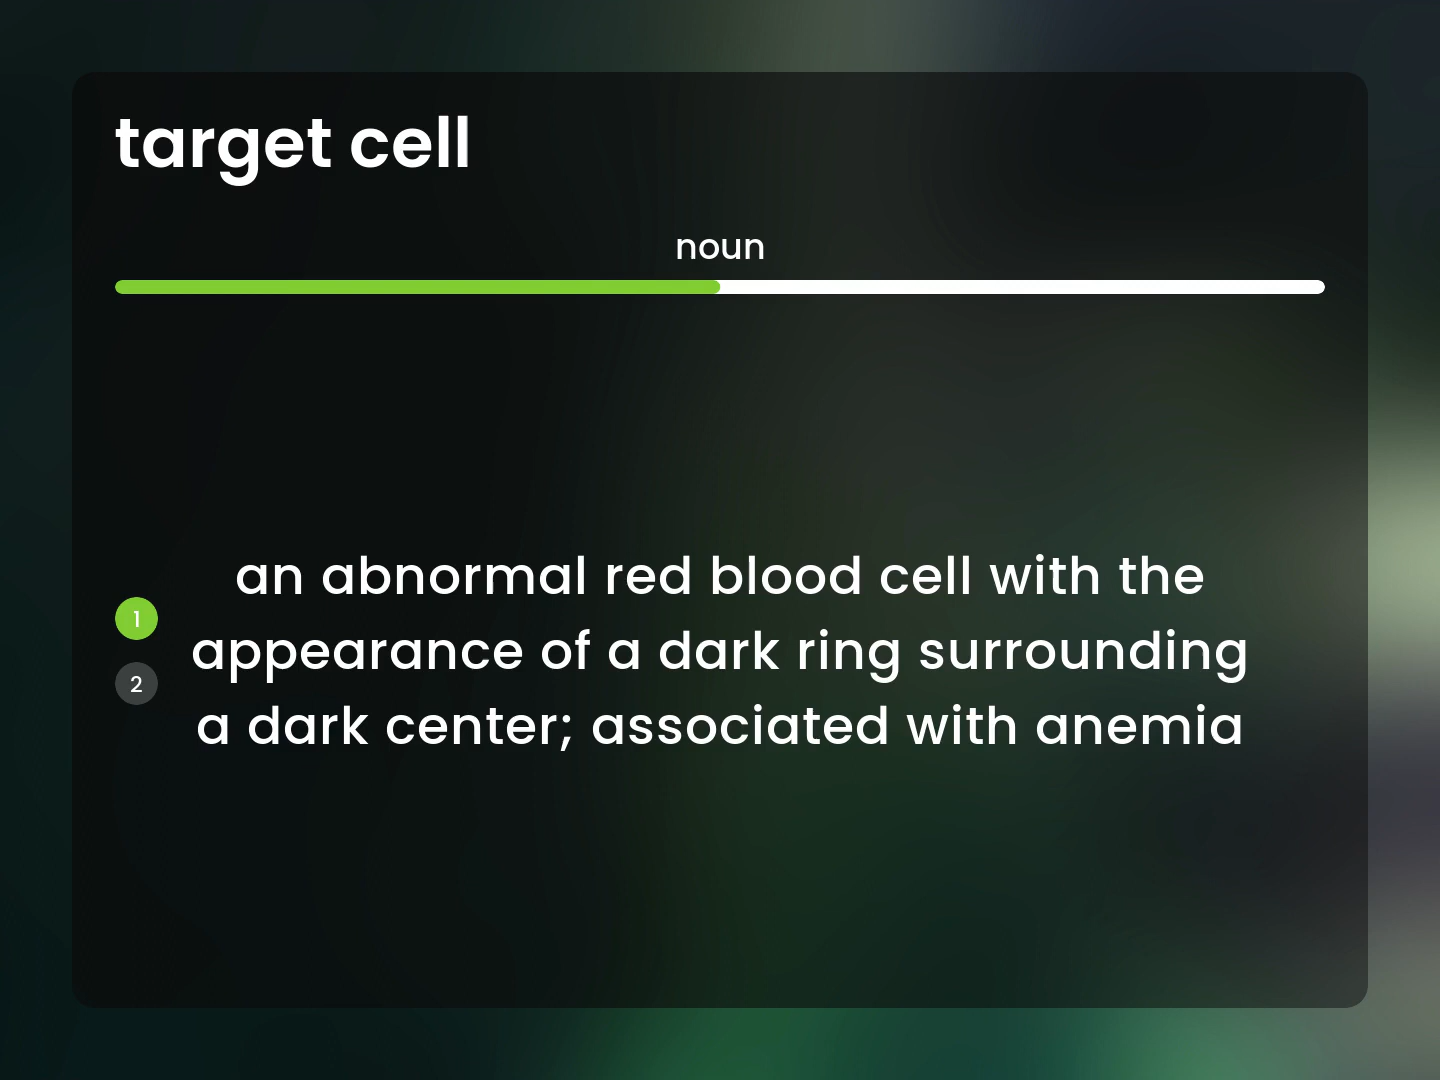 target cell
noun
an abnormal red blood cell with the
1
appearance of a dark ring surrounding
2
a dark center; associated with anemia